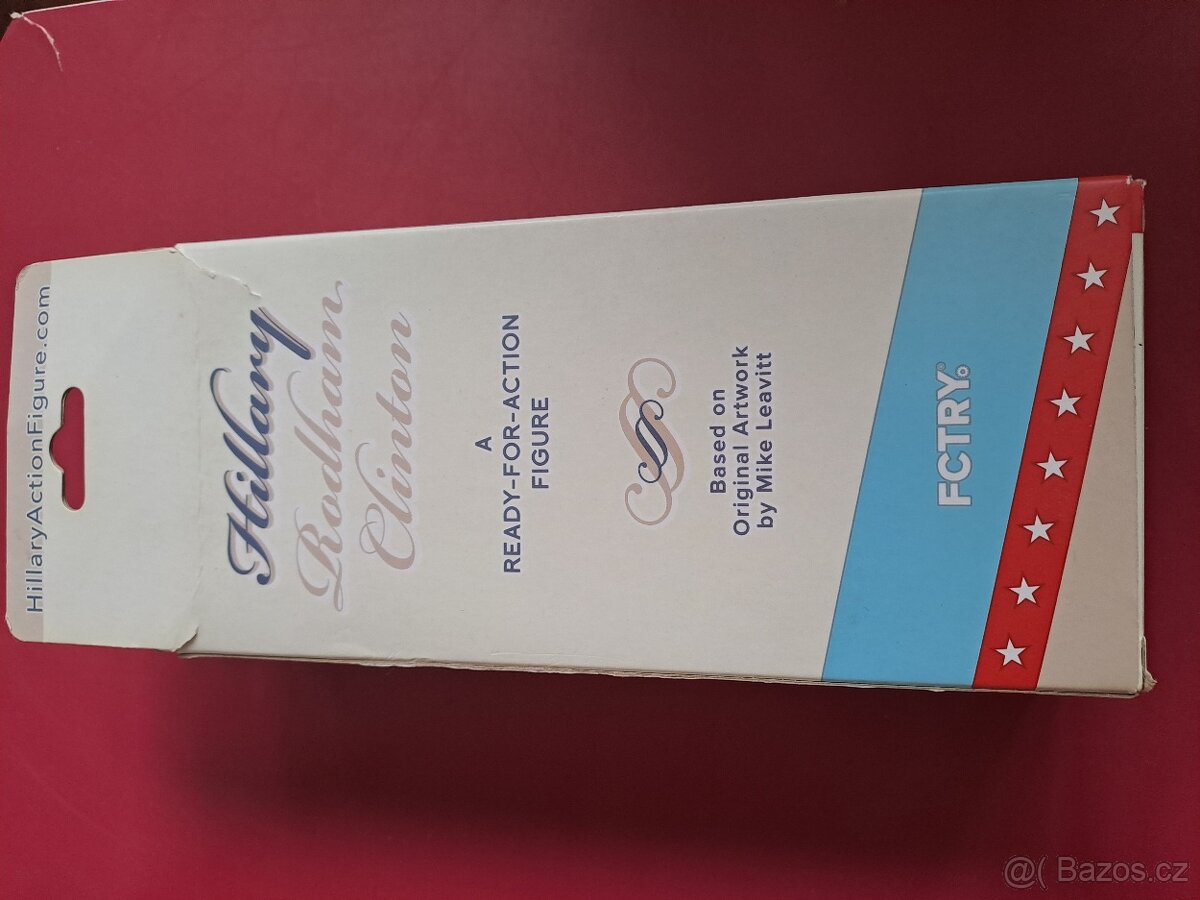 HillaryActionFigure.com
Hillary
Rodham
Clinton
A
READY-FOR-ACTION
FIGURE
Based on
Original Artwork
by Mike Leavitt
FCTRY®
@( Bazos.cz